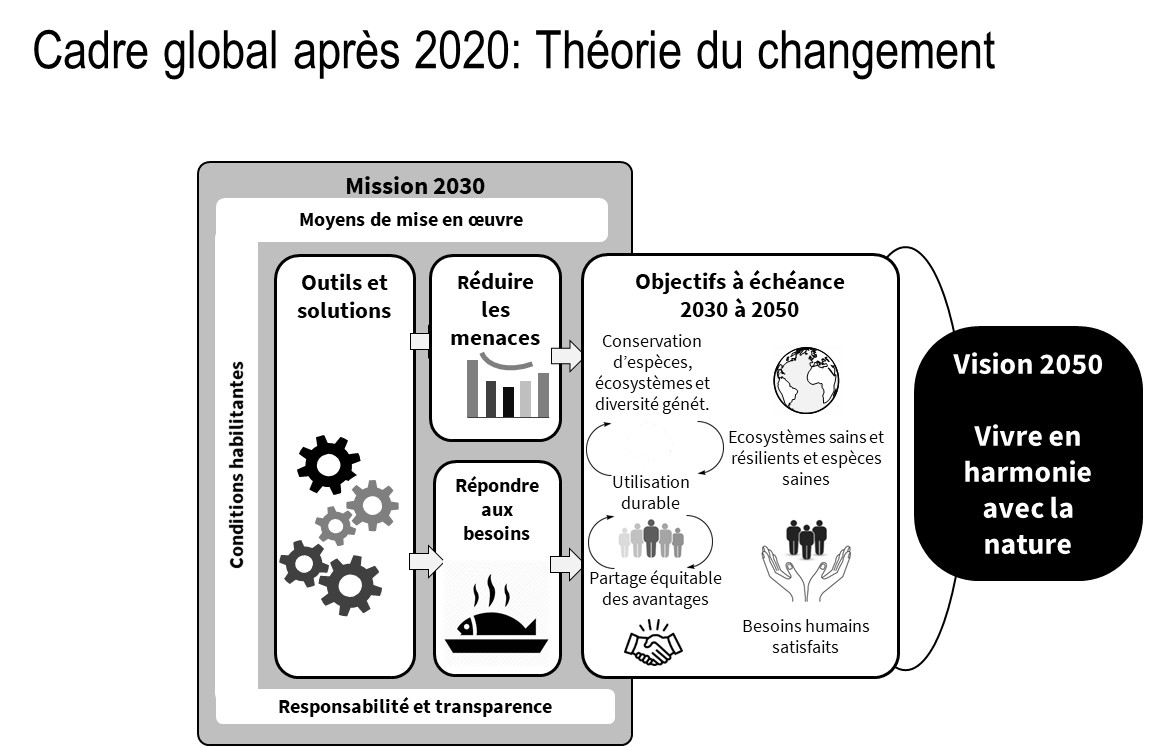 Cadre global après 2020: Théorie du changement
Mission 2030
Moyens de mise en œuvre
Conditions habilitantes
Outils et
solutions
Réduire
les
menaces
Répondre
aux
besoins
Objectifs à échéance
2030 à 2050
Conservation
d'espèces,
écosystèmes et
diversité génét.
Utilisation
durable
Partage équitable
des avantages
Ecosystèmes sains et
résilients et espèces
saines
Besoins humains
satisfaits
Vision 2050
Vivre en
harmonie
avec la
nature
Responsabilité et transparence